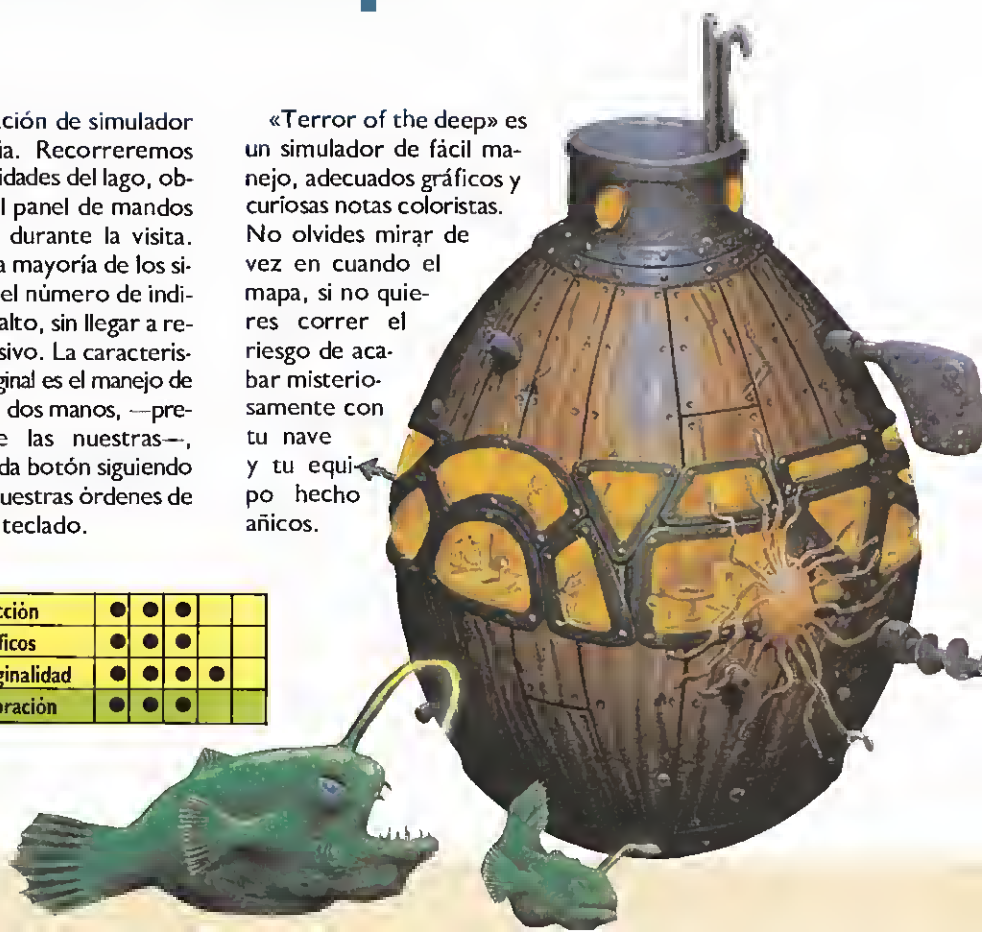 ción de simulador
ia. Recorreremos
idades del lago, ob-
l panel de mandos
durante la visita.
a mayoría de los si-
el número de indi-
alto, sin llegar a re-
sivo. La caracteris-
ginal es el manejo de
dos manos, —pre-
e las nuestras—,
da botón siguiendo
uestras órdenes de
teclado.
«Terror of the deep» es
un simulador de fácil ma-
nejo, adecuados gráficos y
curiosas notas coloristas.
No olvides mirar de
vez en cuando el
mapa, si no quie-
res correr el
riesgo de aca-
bar misterio-
samente con
tu nave
y tu equi-
po hecho
añicos.
cción
ficos
ginalidad
oración